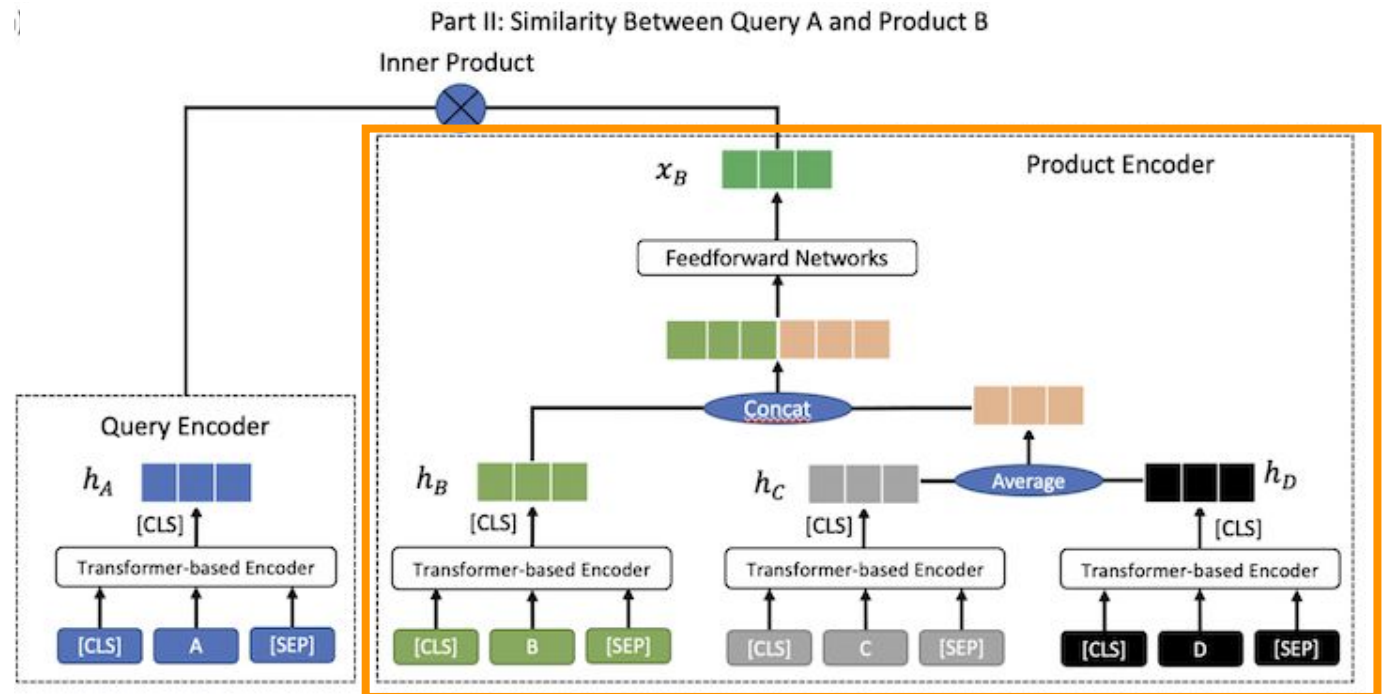 )
Part II: Similarity Between Query A and Product B
Inner Product
Product Encoder
x_B
Feedforward Networks
Concat
Query Encoder
h_A
h_B
h_C
Average
h_D
[CLS]
[CLS]
[CLS]
[CLS]
Transformer-based Encoder
Transformer-based Encoder
Transformer-based Encoder
Transformer-based Encoder
[CLS] A [SEP]
[CLS] B [SEP]
[CLS] C [SEP]
[CLS] D [SEP]